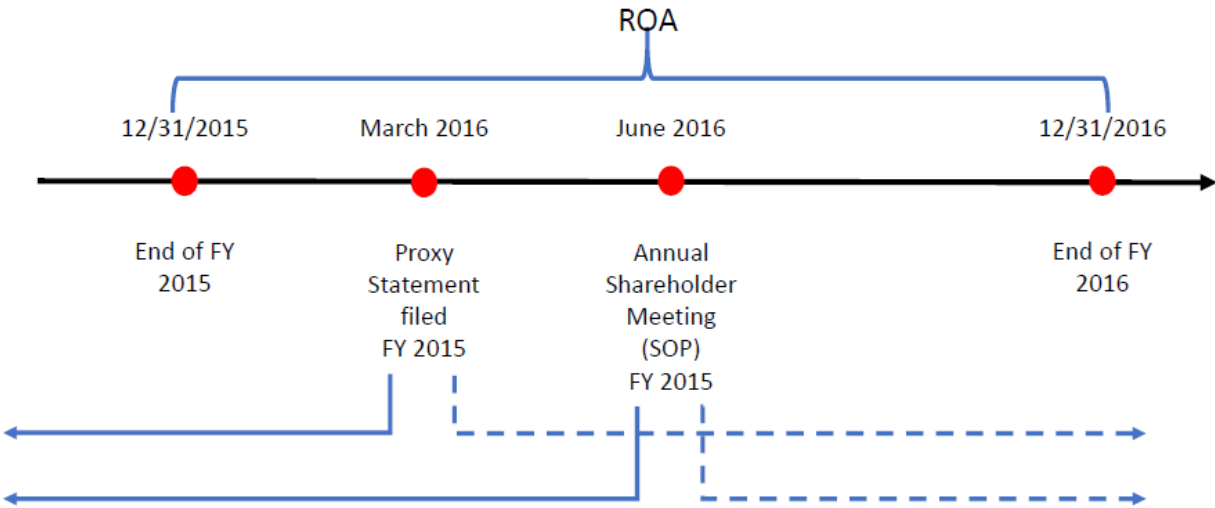 ROA
12/31/2015
March 2016
June 2016
12/31/2016
End of FY
2015
Proxy
Statement
filed
FY 2015
Annual
Shareholder
Meeting
(SOP)
FY 2015
End of FY
2016